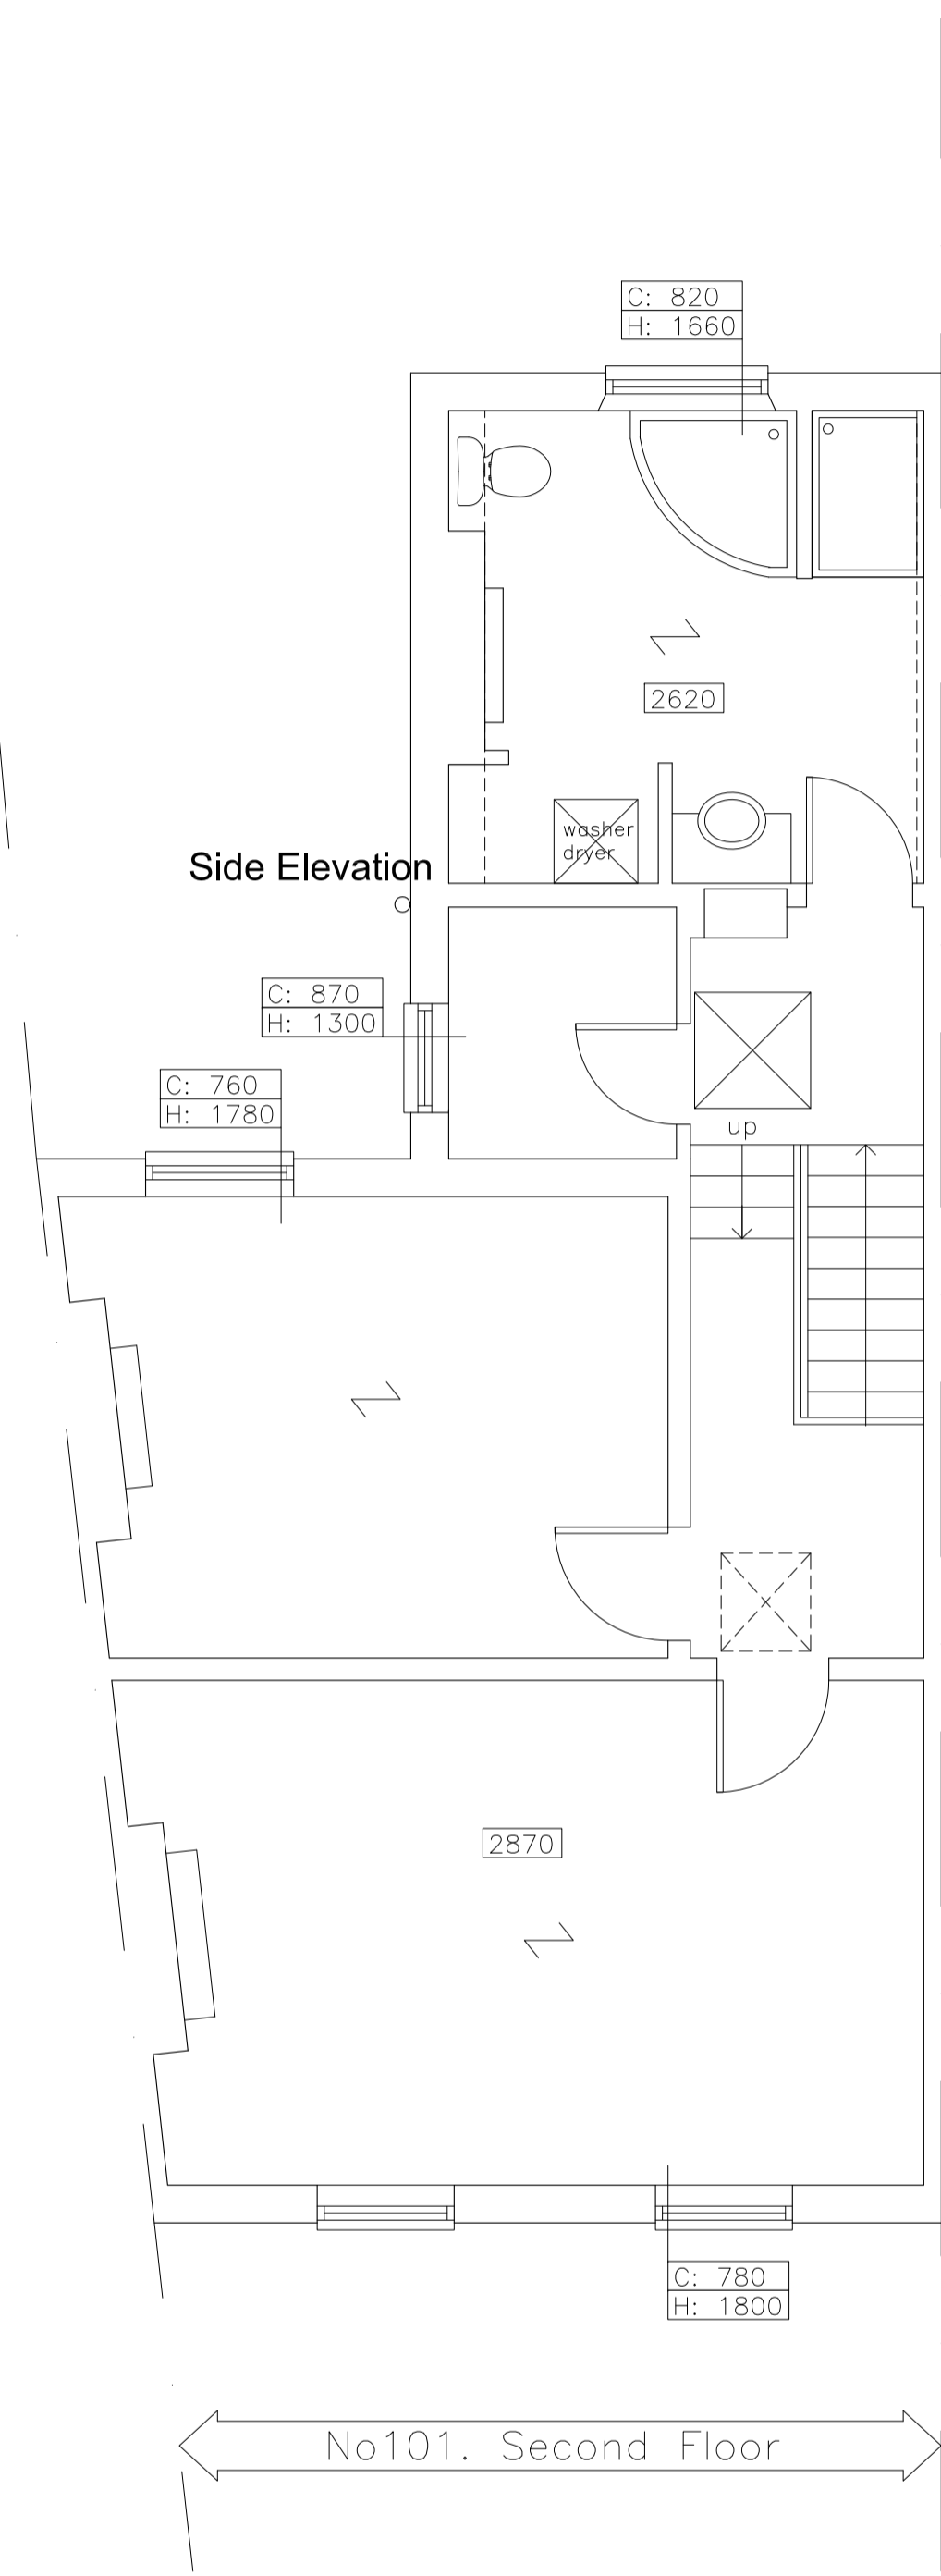 C: 820
H: 1660
2620
washer
dryer
Side Elevation
C: 870
H: 1300
C: 760
H: 1780
up
2870
C: 780
H: 1800
No101. Second Floor